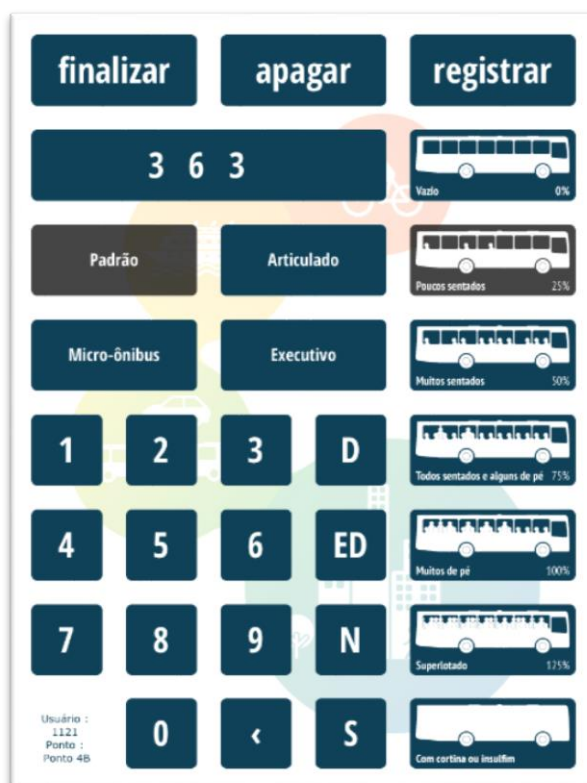 finalizar apagar registrar
3 6 3
Vazio 0%
Padrão Articulado
Poucos sentados 25%
Micro-ônibus Executivo
Muitos sentados 50%
1 2 3 D
Todos sentados e alguns de pé 75%
4 5 6 ED
Muitos de pé 100%
7 8 9 N
Superlotado 125%
Usuário :
1121
Ponto :
Ponto 4B
0 ‹ S
Com cortina ou insulfim